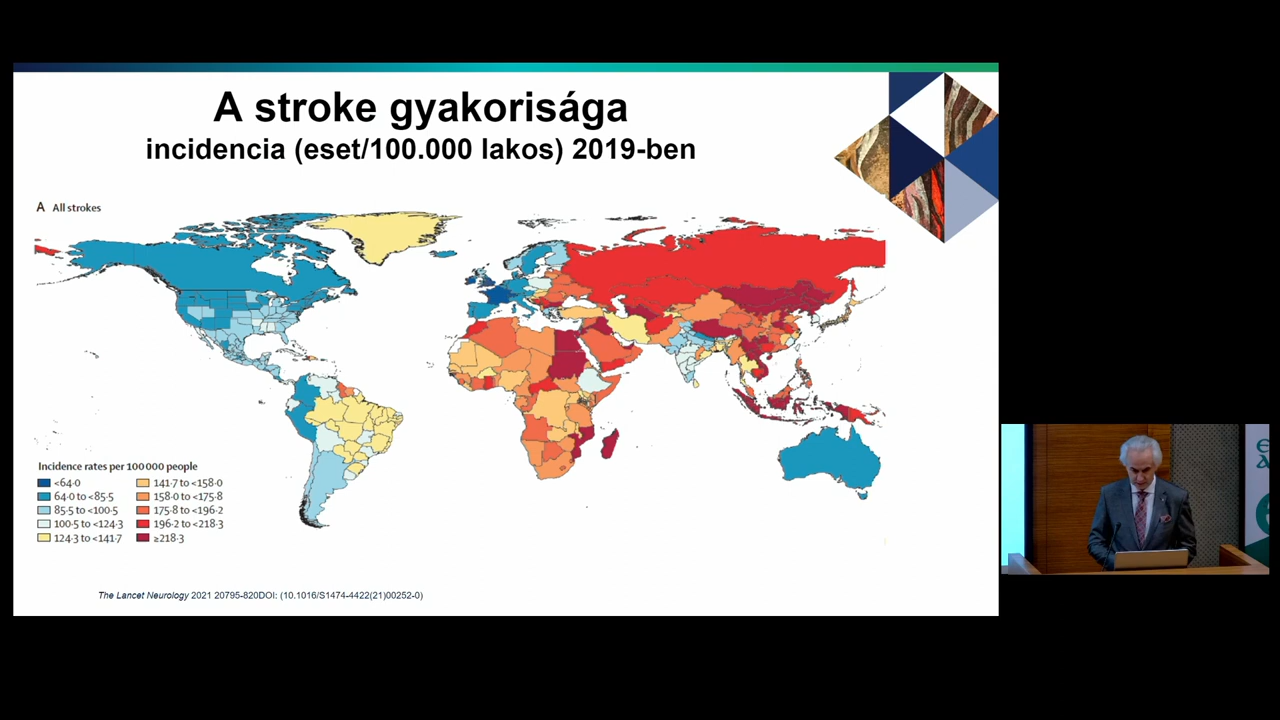 A stroke gyakorisága
incidencia (eset/100.000 lakos) 2019-ben
A All strokes
Incidence rates per 100 000 people
<64·0
64·0 to <85·5
85·5 to <100·5
100·5 to <124·3
124·3 to <141·7
141·7 to <158·0
158·0 to <175·8
175·8 to <196·2
196·2 to <218·3
≥218·3
The Lancet Neurology 2021 20795-820DOI: (10.1016/S1474-4422(21)00252-0)